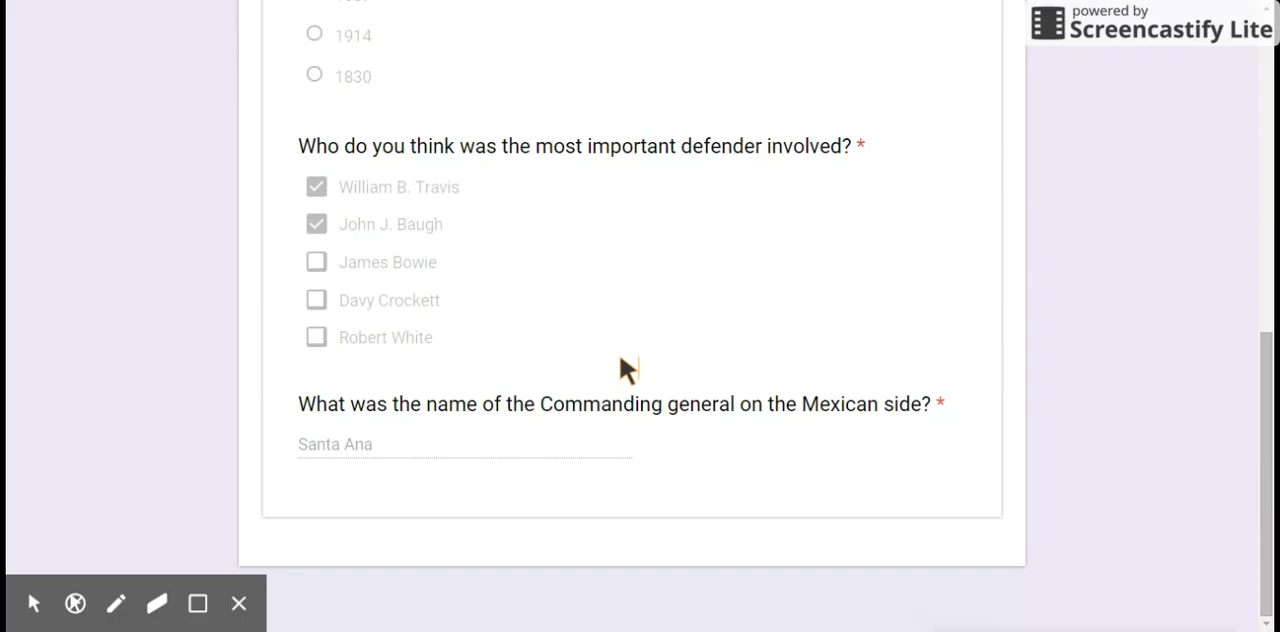 powered by
Screencastify Lite
1914
1830
Who do you think was the most important defender involved? *
William B. Travis
John J. Baugh
James Bowie
Davy Crockett
Robert White
What was the name of the Commanding general on the Mexican side? *
Santa Ana